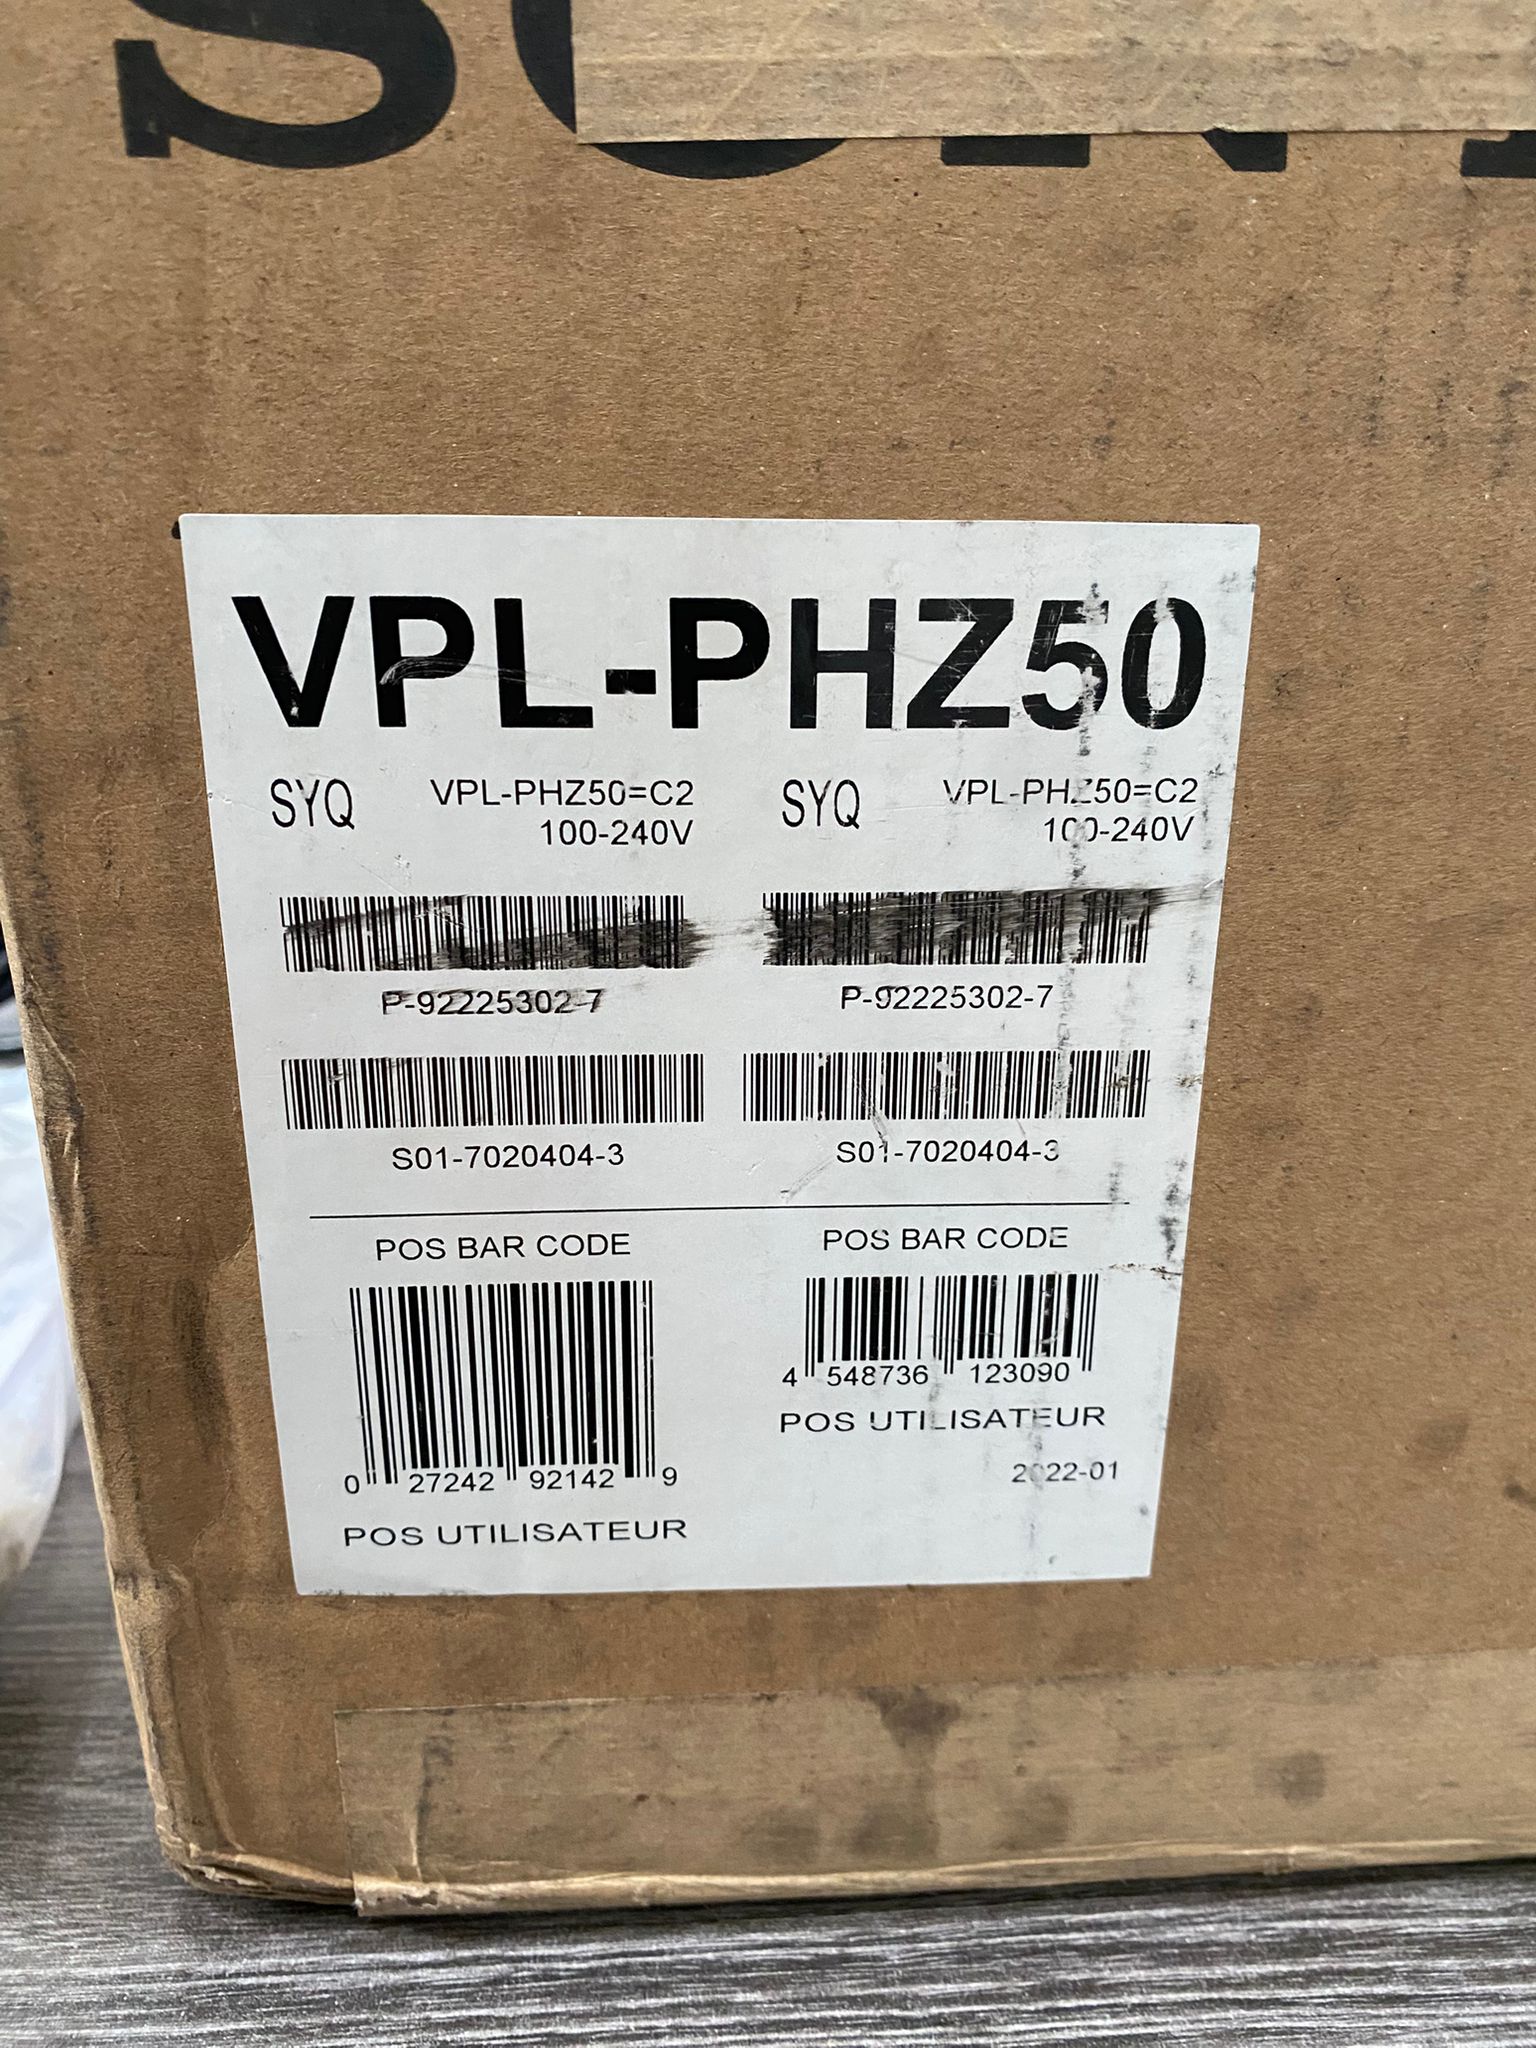 SONY
VPL-PHZ50
SYQ VPL-PHZ50=C2 SYQ VPL-PHZ50=C2
100-240V 100-240V
P-92225302-7 P-92225302-7
S01-7020404-3 S01-7020404-3
POS BAR CODE POS BAR CODE
4 548736 123090
POS UTILISATEUR
2022-01
0 27242 92142 9
POS UTILISATEUR